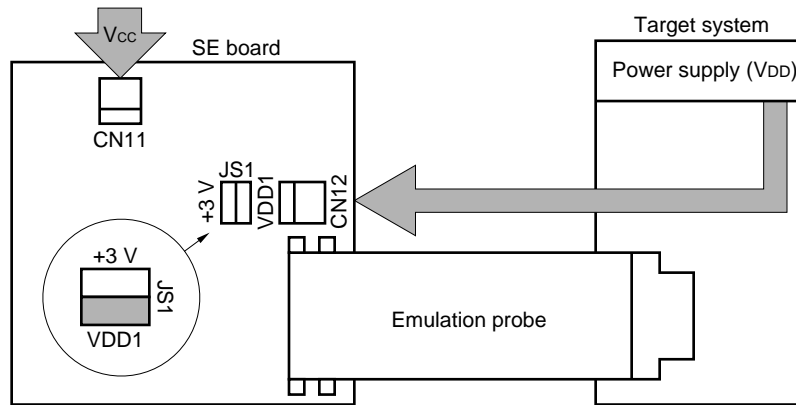 VCC
SE board
Target system
Power supply (VDD)
CN11
JS1
+3 V
VDD1
CN12
+3 V
JS1
VDD1
Emulation probe